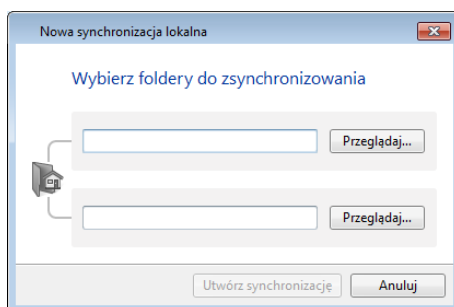 Nowa synchronizacja lokalna
Wybierz foldery do zsynchronizowania
Przeglądaj...
Przeglądaj...
Utwórz synchronizację Anuluj